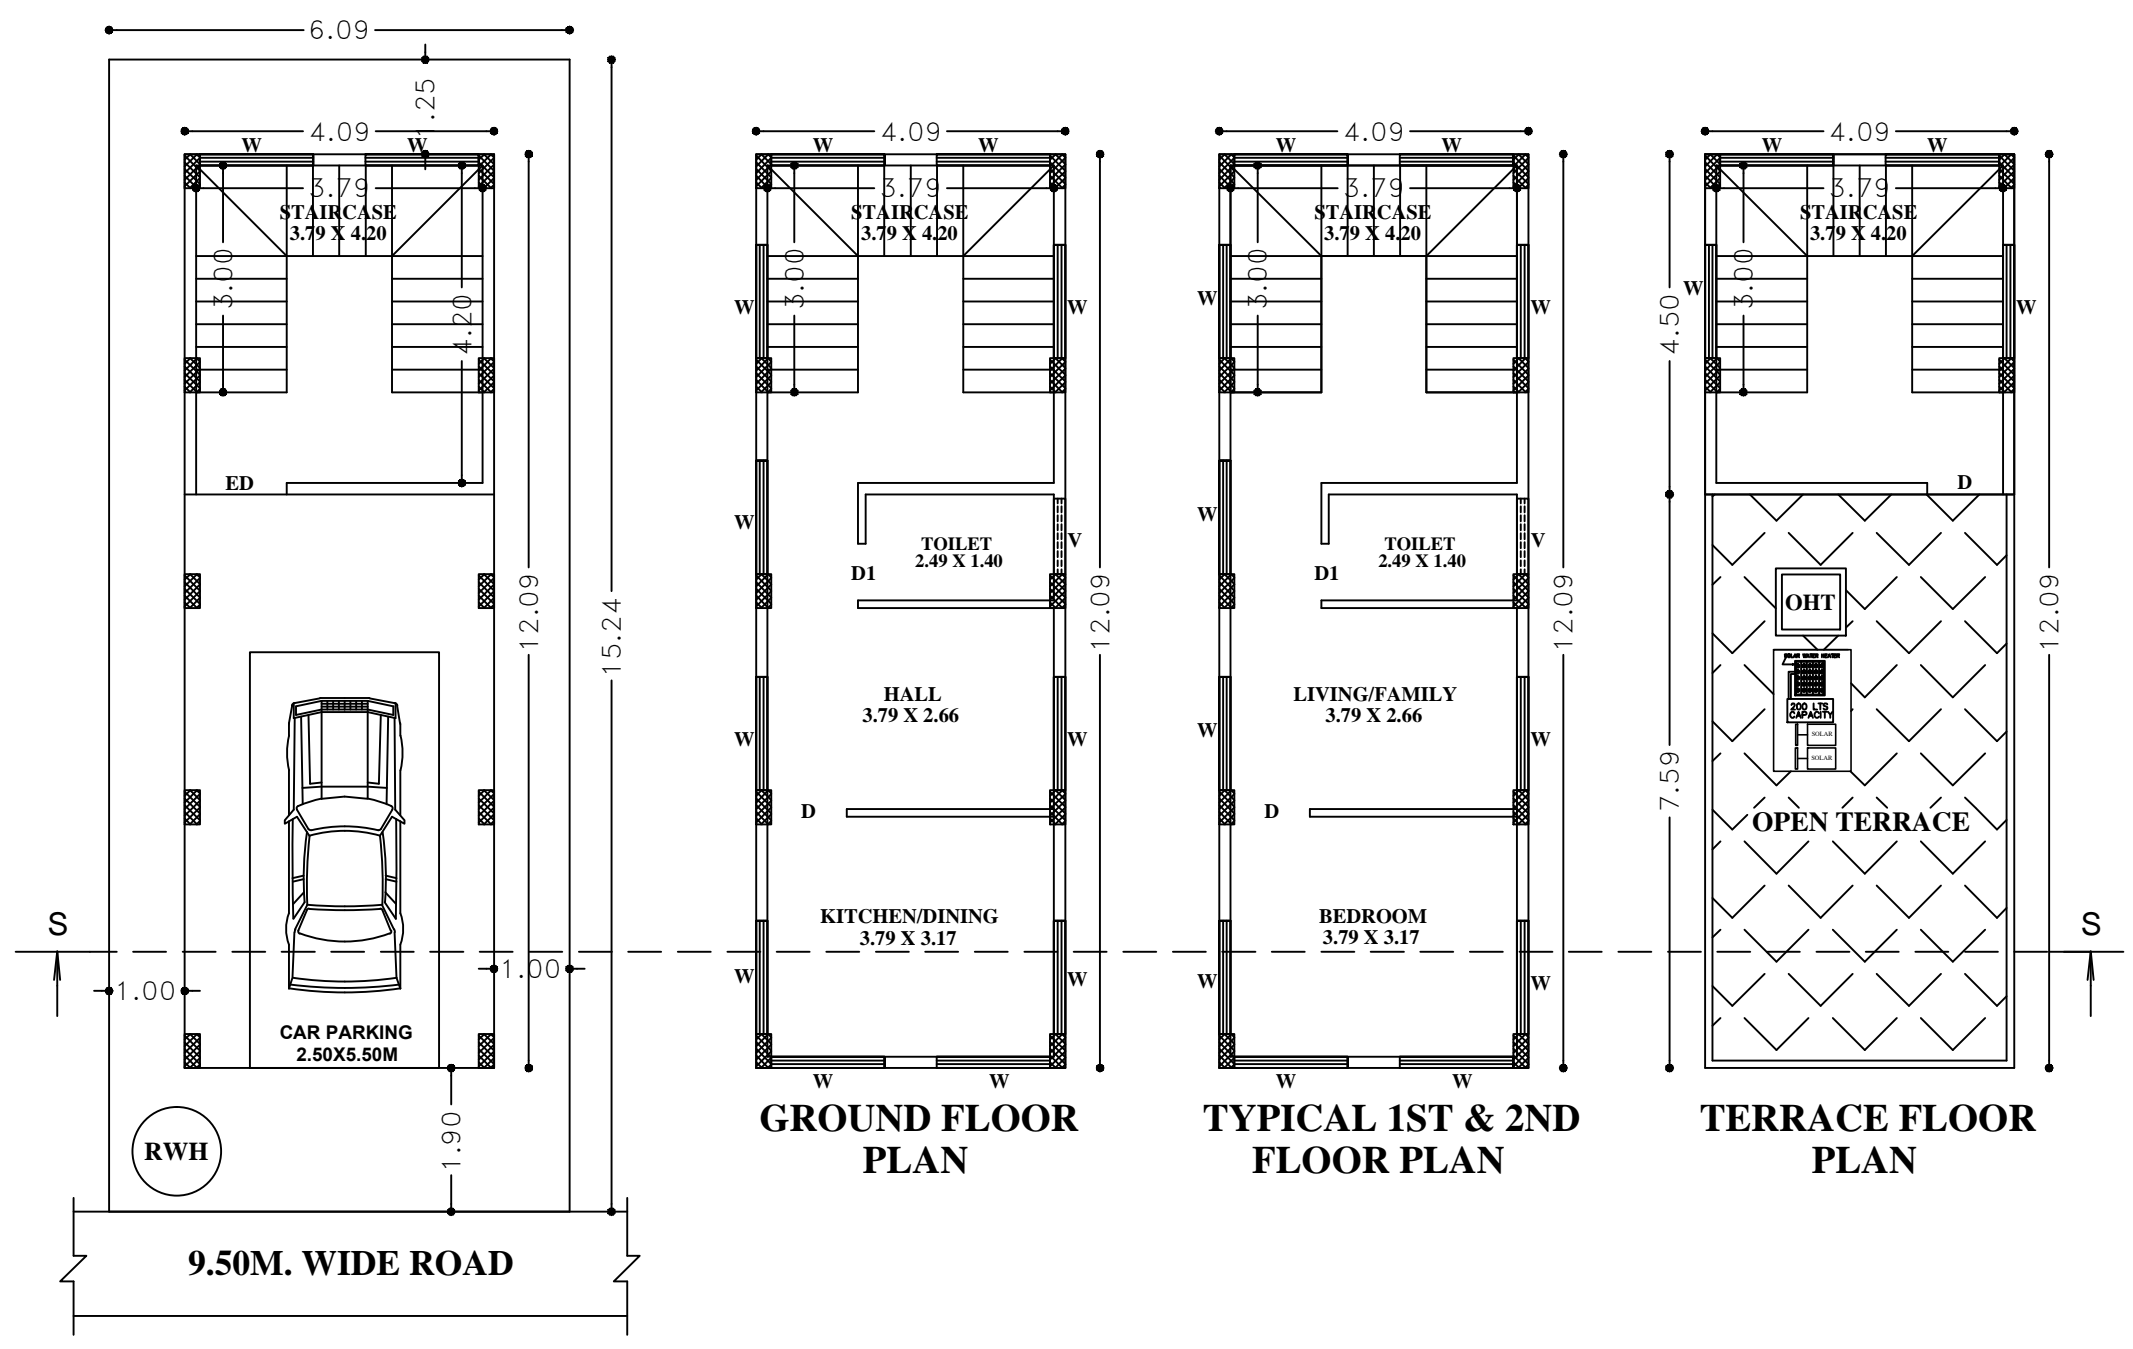 6.09
1.25
15.24
4.09
W
W
3.79
STAIRCASE
3.79 X 4.20
3.00
4.20
ED
12.09
1.00
1.00
CAR PARKING
2.50X5.50M
1.90
RWH
9.50M. WIDE ROAD
S
4.09
W
W
3.79
STAIRCASE
3.79 X 4.20
3.00
W
W
W
TOILET
2.49 X 1.40
V
D1
12.09
HALL
3.79 X 2.66
W
W
D
KITCHEN/DINING
3.79 X 3.17
W
W
W
W
GROUND FLOOR
PLAN
4.09
W
W
3.79
STAIRCASE
3.79 X 4.20
3.00
W
W
W
TOILET
2.49 X 1.40
V
D1
12.09
LIVING/FAMILY
3.79 X 2.66
W
W
D
BEDROOM
3.79 X 3.17
W
W
W
W
TYPICAL 1ST & 2ND
FLOOR PLAN
4.09
W
W
3.79
STAIRCASE
3.79 X 4.20
3.00
W
W
4.50
D
12.09
OHT
SOLAR WATER HEATER
200 LTS
CAPACITY
SOLAR
SOLAR
7.59
OPEN TERRACE
S
TERRACE FLOOR
PLAN